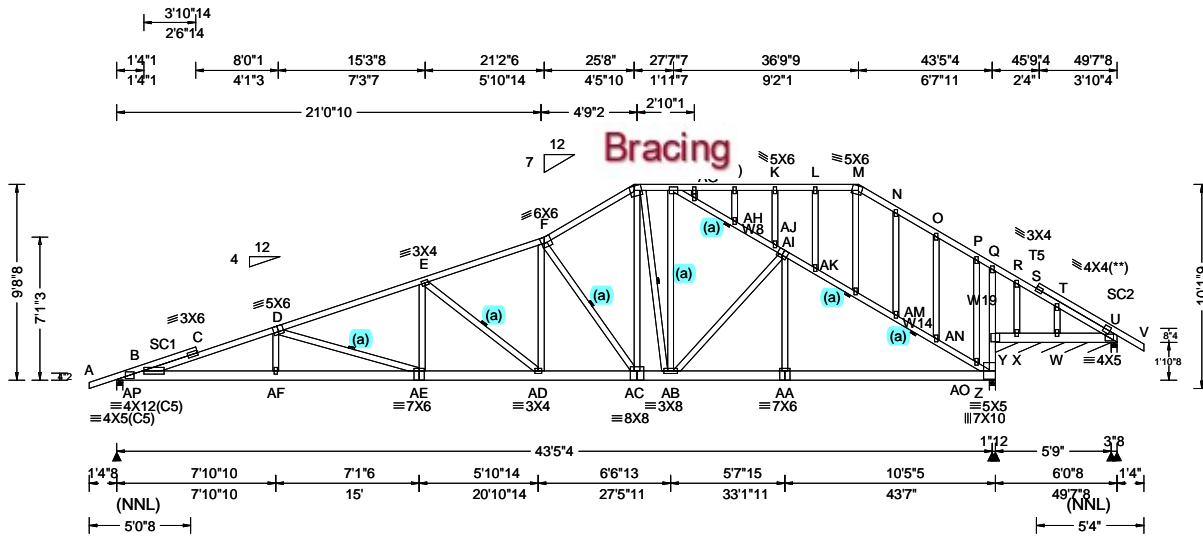 3'10"14
2'6"14
1'4"1 8'0"1 15'3"8 21'2"6 25'8" 27'7"7 36'9"9 43'5"4 45'9"4 49'7"8
1'4"1 4'1"3 7'3"7 5'10"14 4'5"10 1'11"7 9'2"1 6'7"11 2'4" 3'10"4
21'0"10 4'9"2 2'10"1
12
7
Bracing
)
≡5X6 K L ≡5X6 M
N
≡6X6
F
O
AH
W8
(a)
AJ
AI
P
Q
≡3X4
T5
R S
≡4X4(**)
T
SC2
U
V
12
4
≡3X4
E
(a)
AK
(a)
(a)
W19
≡5X6
D
≡3X6
SC1 C
(a)
(a)
AM
W14
(a)
AN
A B
9'8"8
7'1"3
10'1"9
8"4
1'10"8
AP AF AE AD AC AB AA AO Z Y X W ≡4X5
≡4X12(C5) ≡7X6 ≡3X4 ≡3X8 ≡7X6 ≡5X5
≡4X5(C5) ≡8X8 |||7X10
43'5"4 1"12 5'9" 3"8
1'4"8 7'10"10 7'1"6 5'10"14 6'6"13 5'7"15 10'5"5 6'0"8 1'4"
7'10"10 15' 20'10"14 27'5"11 33'1"11 43'7" 49'7"8
(NNL) (NNL)
5'0"8 5'4"